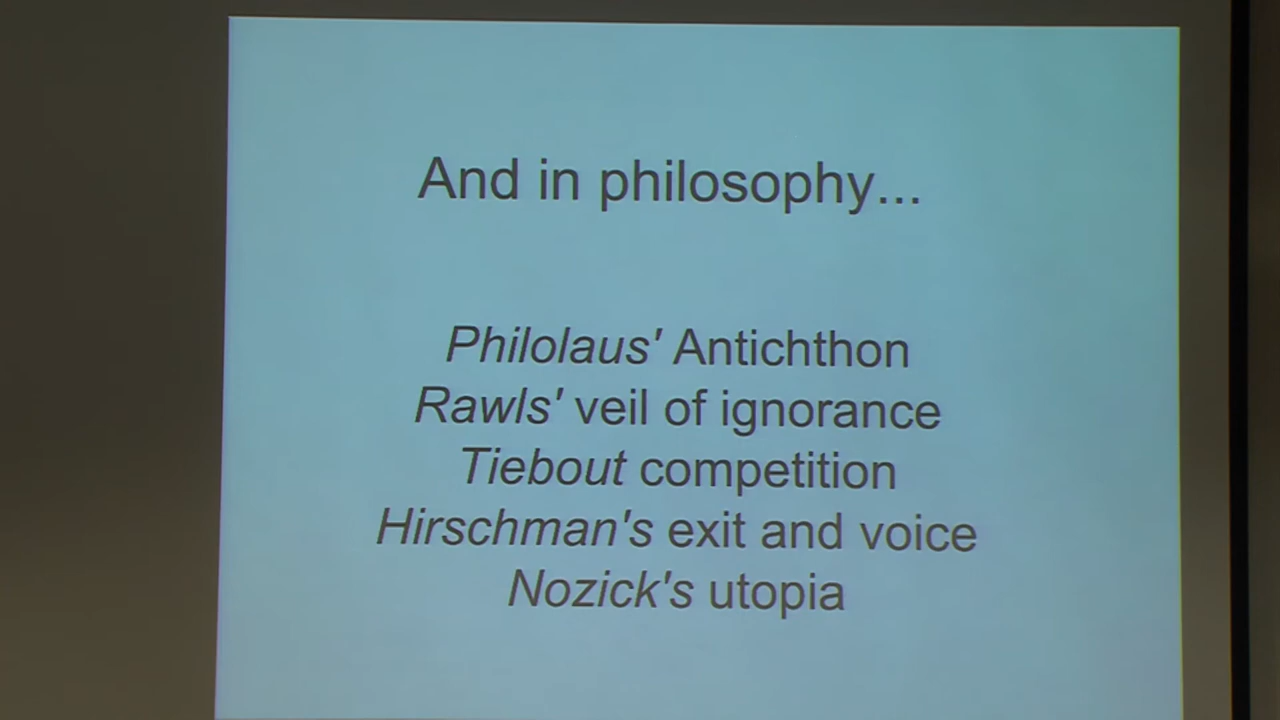 And in philosophy...
Philolaus' Antichthon
Rawls' veil of ignorance
Tiebout competition
Hirschman's exit and voice
Nozick's utopia